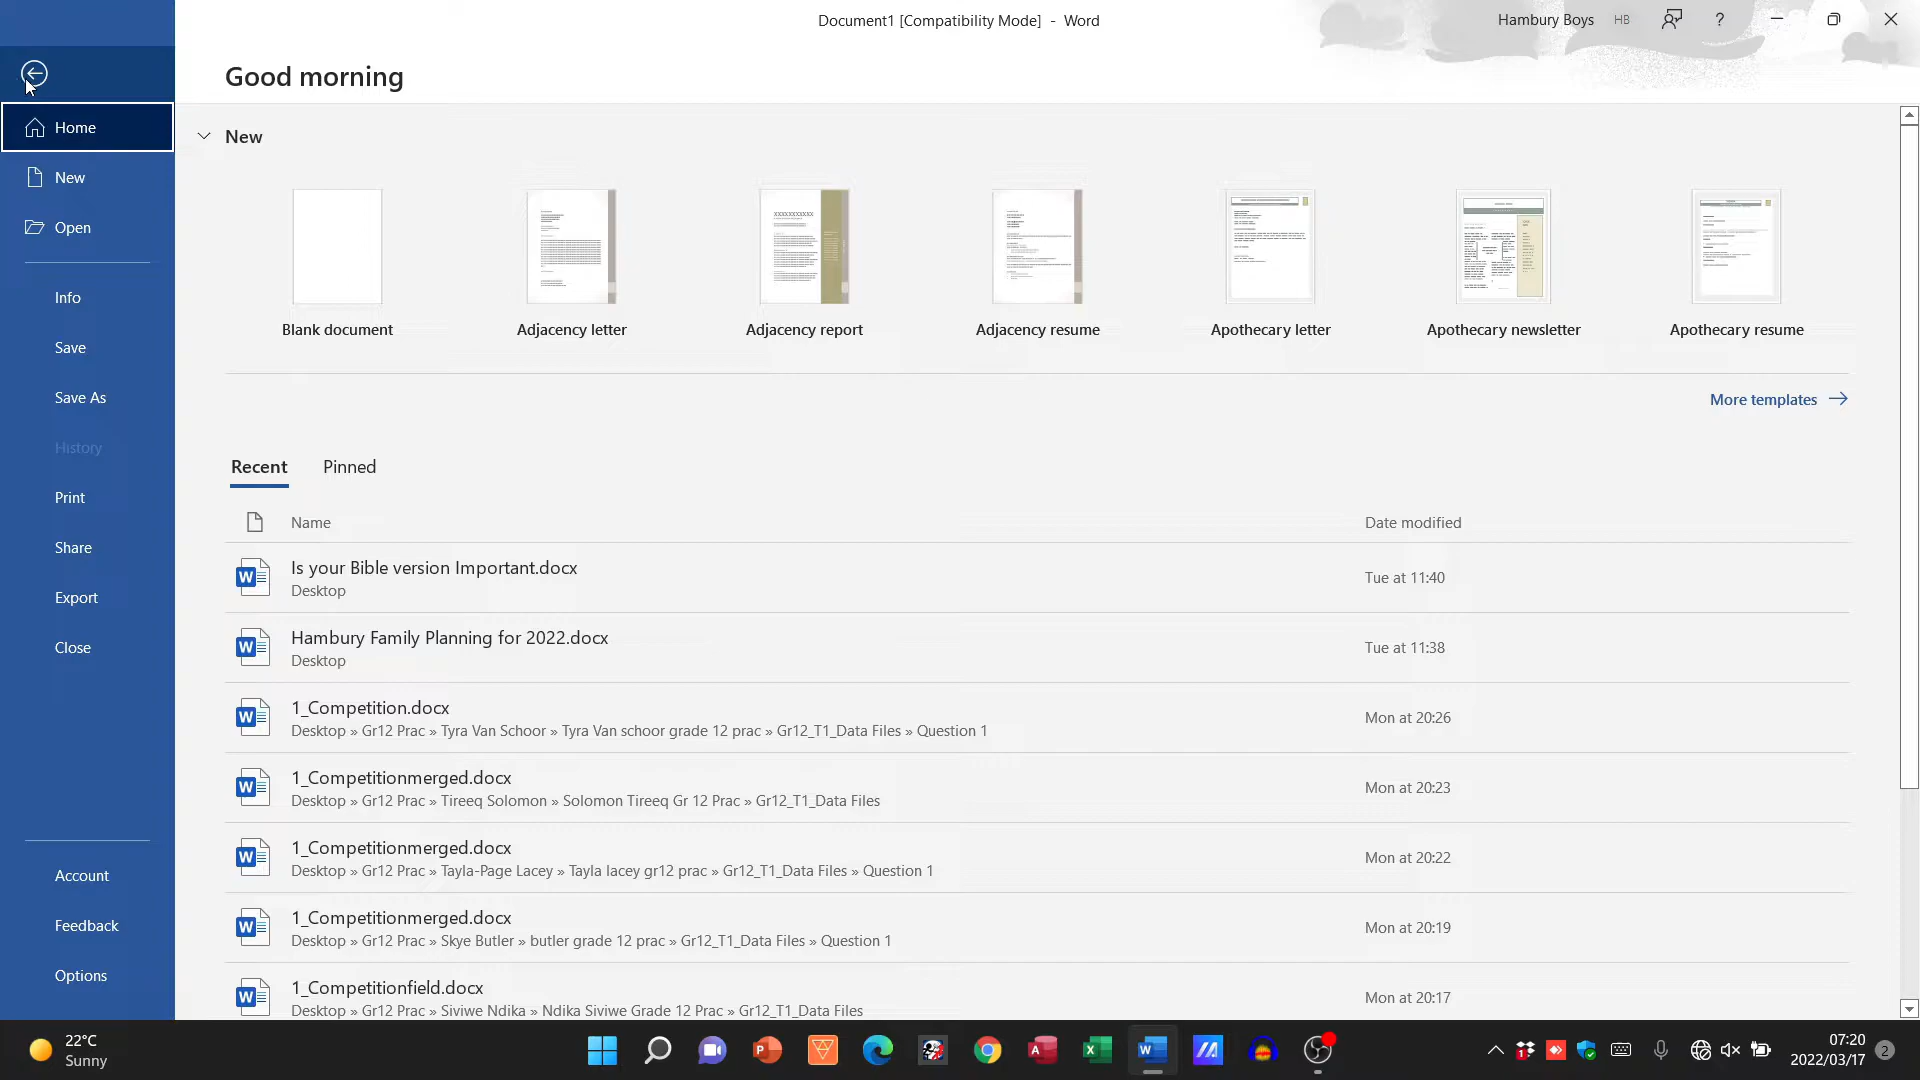 Document1 [Compatibility Mode] - Word
Hambury Boys
HB
?
Good morning
Home
New
Open
Info
Save
Save As
History
Print
Share
Export
Close
Account
Feedback
Options
New
Blank document
Adjacency letter
Adjacency report
Adjacency resume
Apothecary letter
Apothecary newsletter
Apothecary resume
More templates
Recent
Pinned
Name
Date modified
Is your Bible version Important.docx
Desktop
Tue at 11:40
Hambury Family Planning for 2022.docx
Desktop
Tue at 11:38
1_Competition.docx
Desktop » Gr12 Prac » Tyra Van Schoor » Tyra Van schoor grade 12 prac » Gr12_T1_Data Files » Question 1
Mon at 20:26
1_Competitionmerged.docx
Desktop » Gr12 Prac » Tireeq Solomon » Solomon Tireeq Gr 12 Prac » Gr12_T1_Data Files
Mon at 20:23
1_Competitionmerged.docx
Desktop » Gr12 Prac » Tayla-Page Lacey » Tayla lacey gr12 prac » Gr12_T1_Data Files » Question 1
Mon at 20:22
1_Competitionmerged.docx
Desktop » Gr12 Prac » Skye Butler » butler grade 12 prac » Gr12_T1_Data Files » Question 1
Mon at 20:19
1_Competitionfield.docx
Desktop » Gr12 Prac » Siviwe Ndika » Ndika Siviwe Grade 12 Prac » Gr12_T1_Data Files
Mon at 20:17
22°C
Sunny
07:20
2022/03/17
2